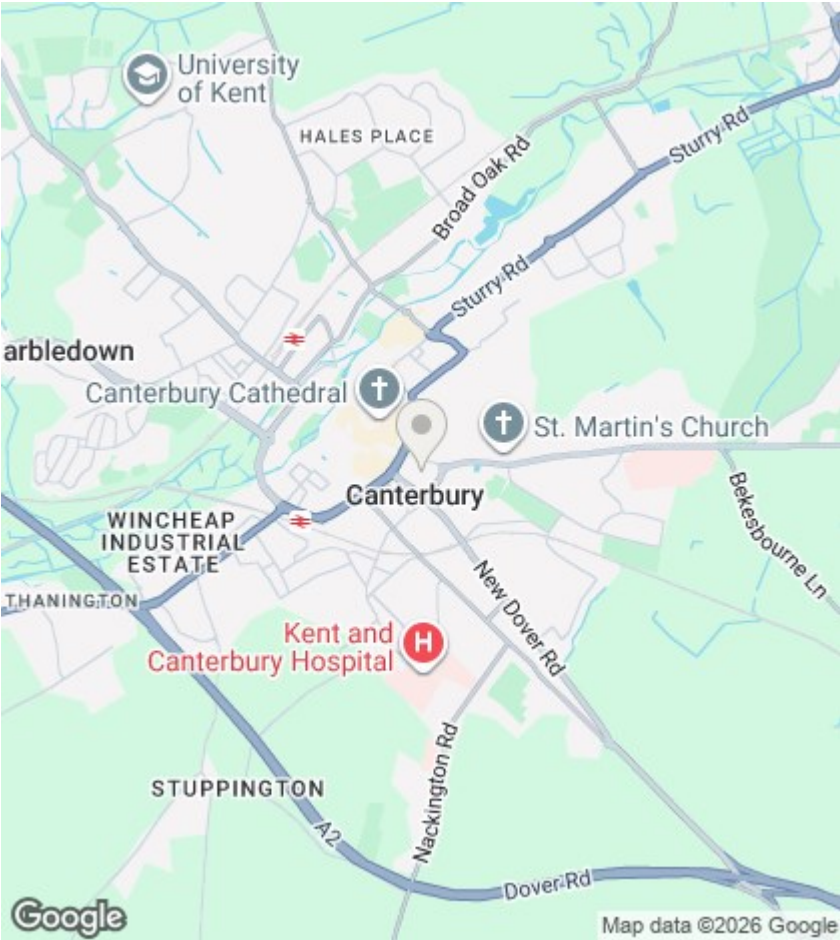 University
of Kent
HALES PLACE
Broad Oak Rd
Sturry Rd
Sturry Rd
arbledown
Canterbury Cathedral
St. Martin's Church
Canterbury
WINCHEAP
INDUSTRIAL
ESTATE
Bekesbourne Ln
THANINGTON
New Dover Rd
Kent and
Canterbury Hospital
H
Nackington Rd
STUPPINGTON
A2
Dover Rd
Google
Map data ©2026 Google